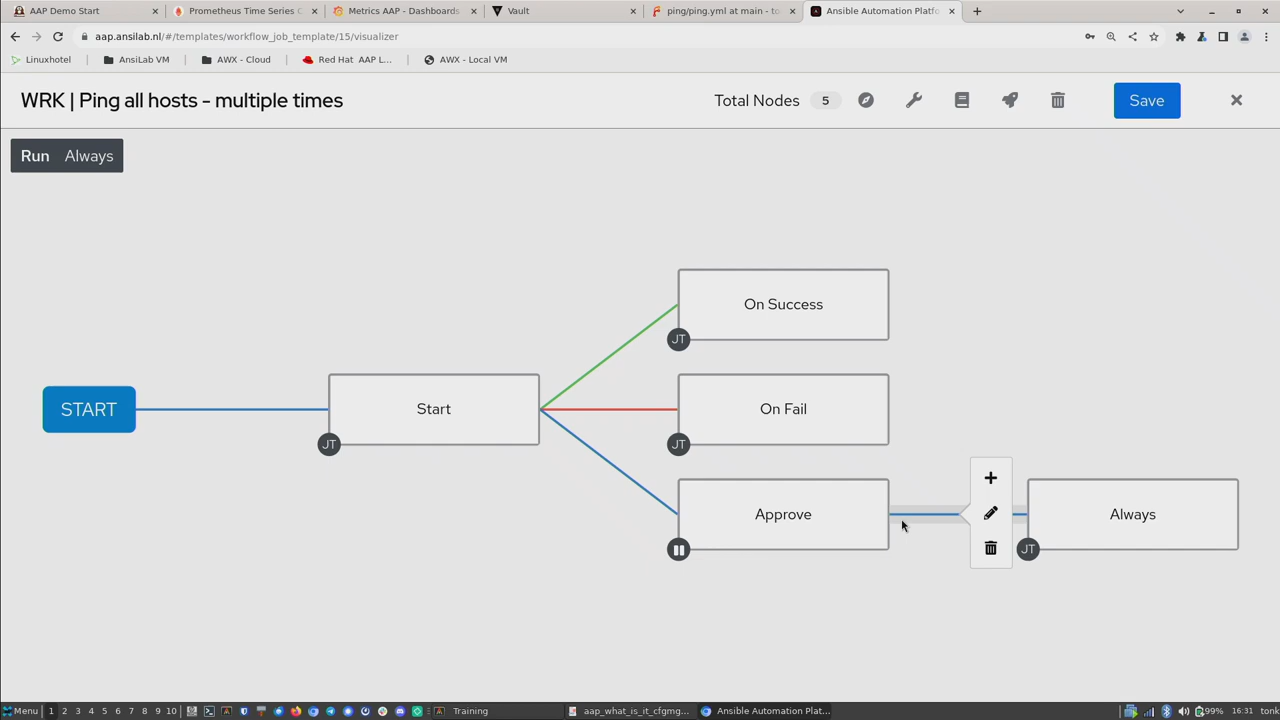 AAP Demo Start
Prometheus Time Series C
Metrics AAP - Dashboards
Vault
ping/ping.yml at main - to
Ansible Automation Platfo
aap.ansilab.nl/#/templates/workflow_job_template/15/visualizer
Linuxhotel
AnsiLab VM
AWX - Cloud
Red Hat AAP L...
AWX - Local VM
WRK | Ping all hosts - multiple times
Total Nodes
5
Save
Run Always
On Success
JT
START
Start
JT
On Fail
JT
Approve
Always
JT
Menu 1 2 3 4 5 6 7 8 9 10
Training
aap_what_is_it_cfgmg...
Ansible Automation Plat...
99%
16:31
tonk